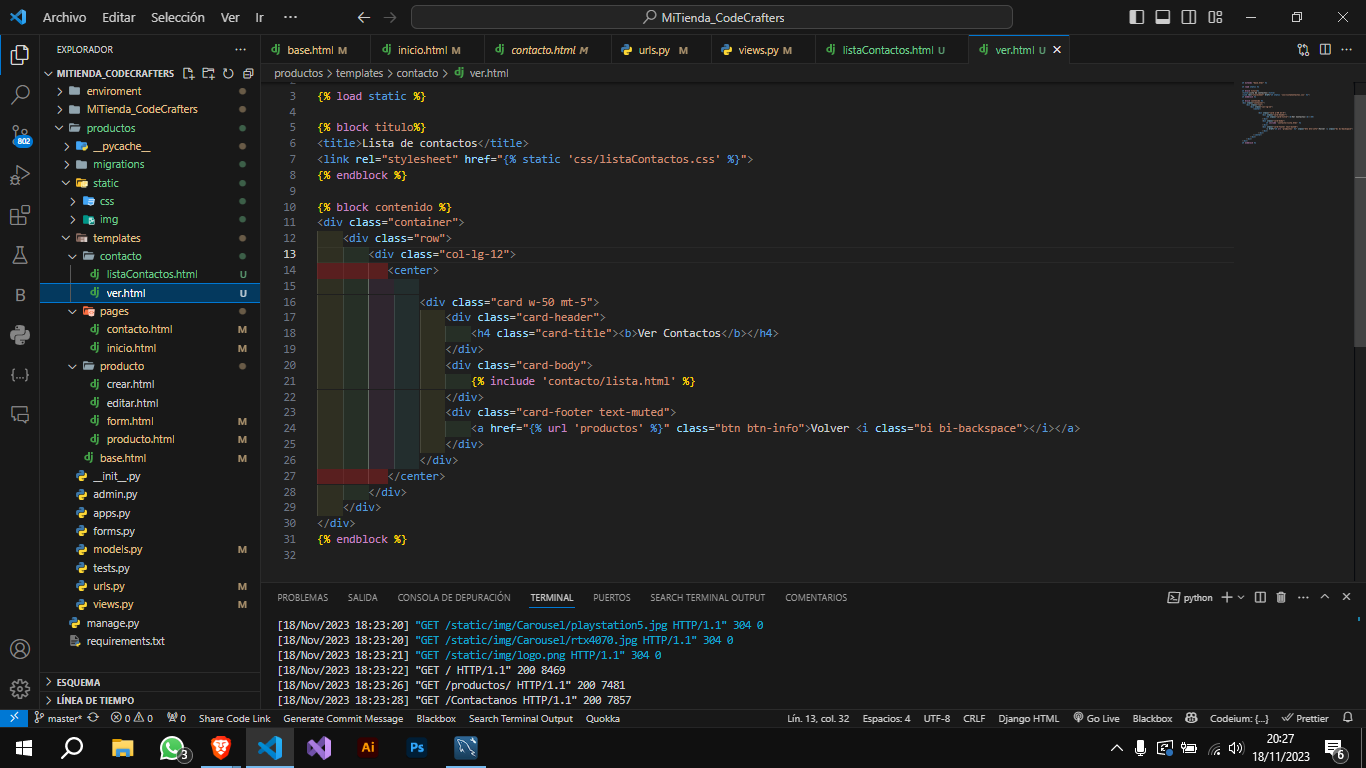 Archivo Editar Selección Ver Ir ···
MiTienda_CodeCrafters
EXPLORADOR
MITIENDA_CODECRAFTERS
enviroment
MiTienda_CodeCrafters
productos
__pycache__
migrations
static
css
img
templates
contacto
listaContactos.html U
ver.html U
pages
contacto.html M
inicio.html M
producto
crear.html
editar.html
form.html M
producto.html M
base.html M
__init__.py
admin.py
apps.py
forms.py
models.py M
tests.py
urls.py M
views.py M
manage.py
requirements.txt
ESQUEMA
LÍNEA DE TIEMPO
802
base.html M inicio.html M contacto.html M urls.py M views.py M listaContactos.html U ver.html U
productos > templates > contacto > ver.html
3 {% load static %}
4
5 {% block titulo%}
6 <title>Lista de contactos</title>
7 <link rel="stylesheet" href="{% static 'css/listaContactos.css' %}">
8 {% endblock %}
9
10 {% block contenido %}
11 <div class="container">
12 <div class="row">
13 <div class="col-lg-12">
14 <center>
15
16 <div class="card w-50 mt-5">
17 <div class="card-header">
18 <h4 class="card-title"><b>Ver Contactos</b></h4>
19 </div>
20 <div class="card-body">
21 {% include 'contacto/lista.html' %}
22 </div>
23 <div class="card-footer text-muted">
24 <a href="{% url 'productos' %}" class="btn btn-info">Volver <i class="bi bi-backspace"></i></a>
25 </div>
26 </div>
27 </center>
28 </div>
29 </div>
30 </div>
31 {% endblock %}
32
PROBLEMAS SALIDA CONSOLA DE DEPURACIÓN TERMINAL PUERTOS SEARCH TERMINAL OUTPUT COMENTARIOS
python
[18/Nov/2023 18:23:20] "GET /static/img/Carousel/playstation5.jpg HTTP/1.1" 304 0
[18/Nov/2023 18:23:20] "GET /static/img/Carousel/rtx4070.jpg HTTP/1.1" 304 0
[18/Nov/2023 18:23:21] "GET /static/img/logo.png HTTP/1.1" 304 0
[18/Nov/2023 18:23:22] "GET / HTTP/1.1" 200 8469
[18/Nov/2023 18:23:26] "GET /productos/ HTTP/1.1" 200 7481
[18/Nov/2023 18:23:28] "GET /Contactanos HTTP/1.1" 200 7857
master* 0 0 0 Share Code Link Generate Commit Message Blackbox Search Terminal Output Quokka Lín. 13, col. 32 Espacios: 4 UTF-8 CRLF Django HTML Go Live Blackbox Codeium: {...} Prettier
3
Ai
Ps
20:27
18/11/2023
6